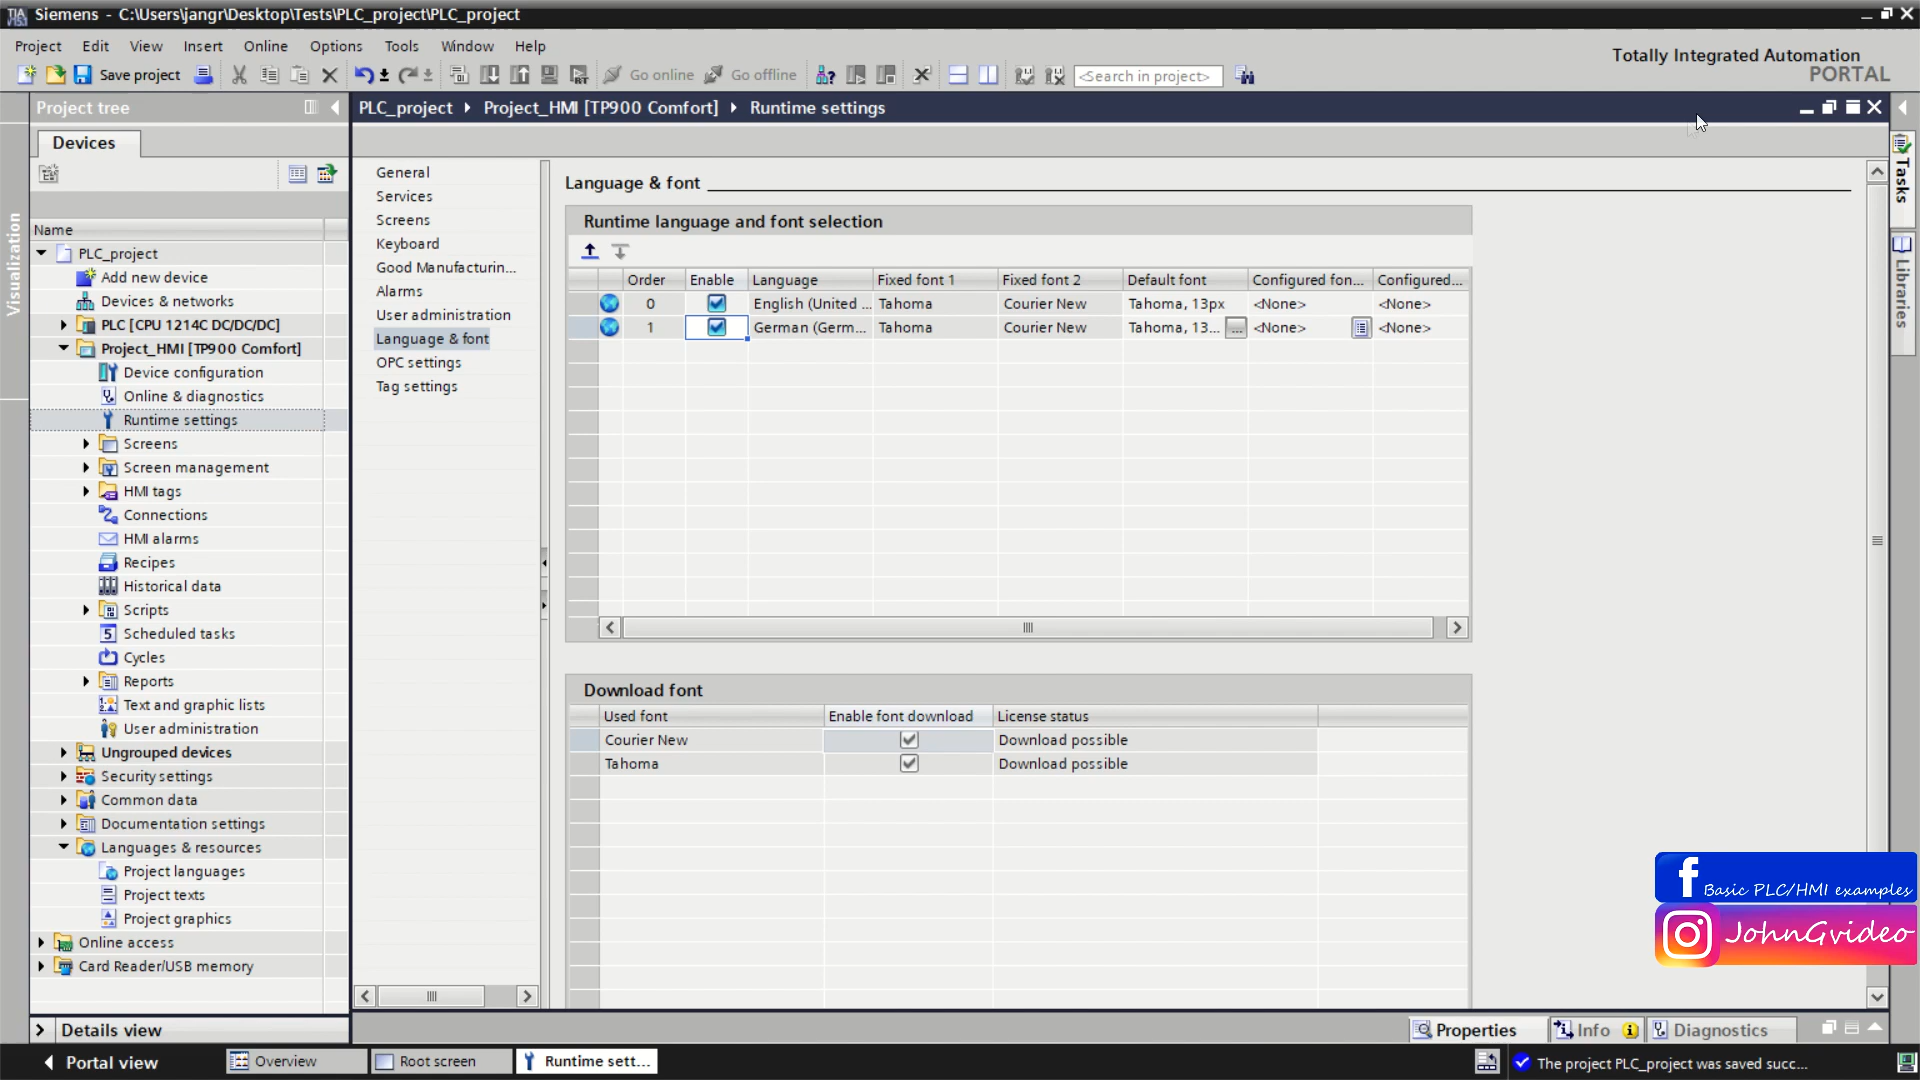 Siemens - C:\Users\jangr\Desktop\Tests\PLC_project\PLC_project
Project Edit View Insert Online Options Tools Window Help
Totally Integrated Automation
PORTAL
Save project Go online Go offline <Search in project>
Project tree
PLC_project Project_HMI [TP900 Comfort] Runtime settings
Devices
Visualization
Tasks
Libraries
Name
PLC_project
Add new device
Devices & networks
PLC [CPU 1214C DC/DC/DC]
Project_HMI [TP900 Comfort]
Device configuration
Online & diagnostics
Runtime settings
Screens
Screen management
HMI tags
Connections
HMI alarms
Recipes
Historical data
Scripts
Scheduled tasks
Cycles
Reports
Text and graphic lists
User administration
Ungrouped devices
Security settings
Common data
Documentation settings
Languages & resources
Project languages
Project texts
Project graphics
Online access
Card Reader/USB memory
Details view
General
Services
Screens
Keyboard
Good Manufacturin...
Alarms
User administration
Language & font
OPC settings
Tag settings
Language & font
Runtime language and font selection
Order Enable Language Fixed font 1 Fixed font 2 Default font Configured fon... Configured...
0 English (United ... Tahoma Courier New Tahoma, 13px <None> <None>
1 German (Germ... Tahoma Courier New Tahoma, 13... ... <None> <None>
Download font
Used font Enable font download License status
Courier New Download possible
Tahoma Download possible
Basic PLC/HMI examples
JohnGvideo
Properties Info Diagnostics
Portal view Overview Root screen Runtime sett... The project PLC_project was saved succ...